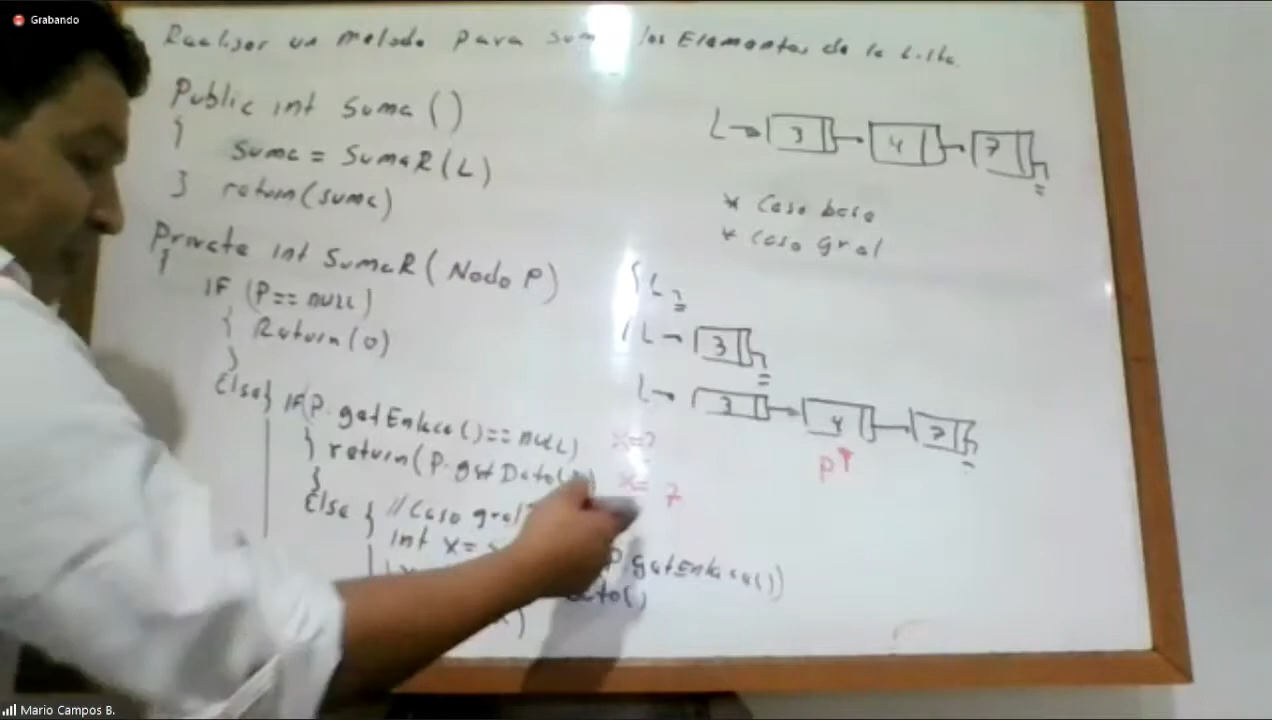 Grabando
Realizar un metodo para sum los Elementos de la Lista.
Public int Suma ()
{
Suma = SumaR (L)
} return (suma)
Private int SumaR (Nodo P)
{
IF (P == null)
{ Return (0)
}
Else { IF (P.getEnlace () == null)
} return (P.getDato (
}
Else { // Caso gral
int x =
P.getEnlace ())
)
L → 3 → 4 → 7
* Caso base
* Caso gral
L
L → 3
L → 3 → 4 → 7
P
x = ?
x = 7
Mario Campos B.